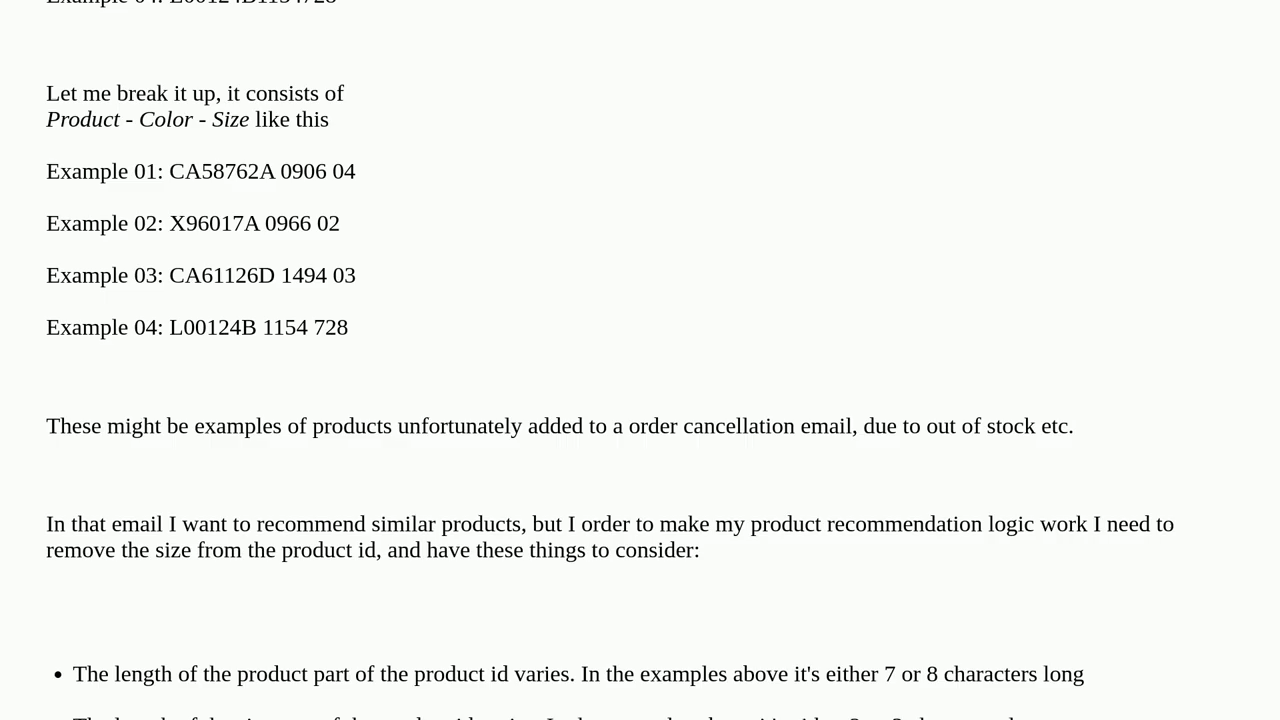 Example 04: L00124B1154728
Let me break it up, it consists of
Product - Color - Size like this
Example 01: CA58762A 0906 04
Example 02: X96017A 0966 02
Example 03: CA61126D 1494 03
Example 04: L00124B 1154 728
These might be examples of products unfortunately added to a order cancellation email, due to out of stock etc.
In that email I want to recommend similar products, but I order to make my product recommendation logic work I need to
remove the size from the product id, and have these things to consider:
• The length of the product part of the product id varies. In the examples above it's either 7 or 8 characters long